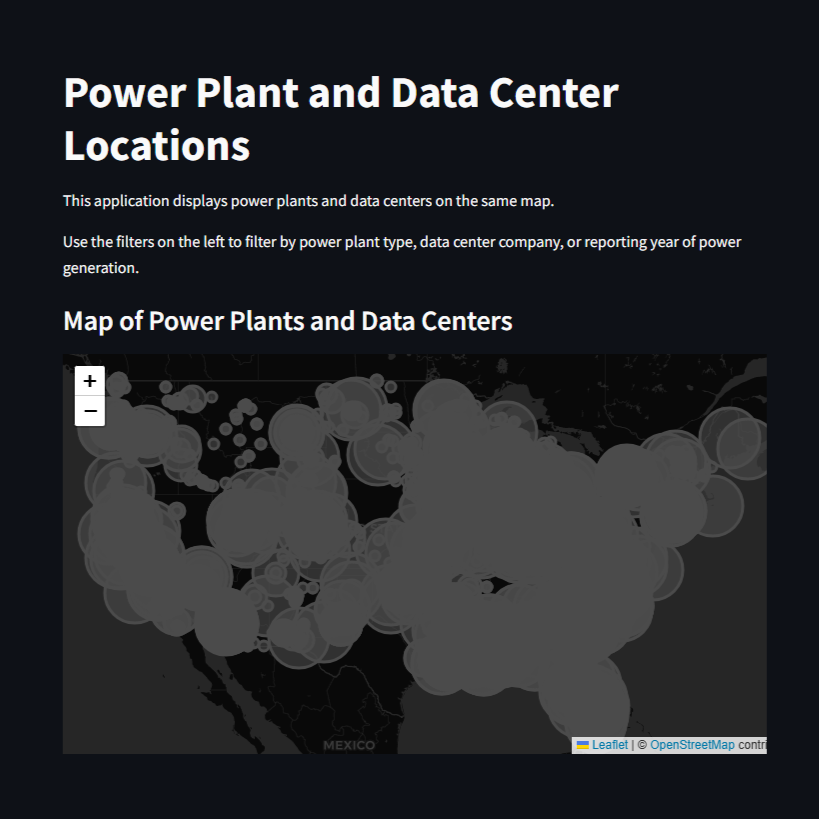 Power Plant and Data Center
Locations
This application displays power plants and data centers on the same map.
Use the filters on the left to filter by power plant type, data center company, or reporting year of power
generation.
Map of Power Plants and Data Centers
+
−
MEXICO
Leaflet | © OpenStreetMap contri